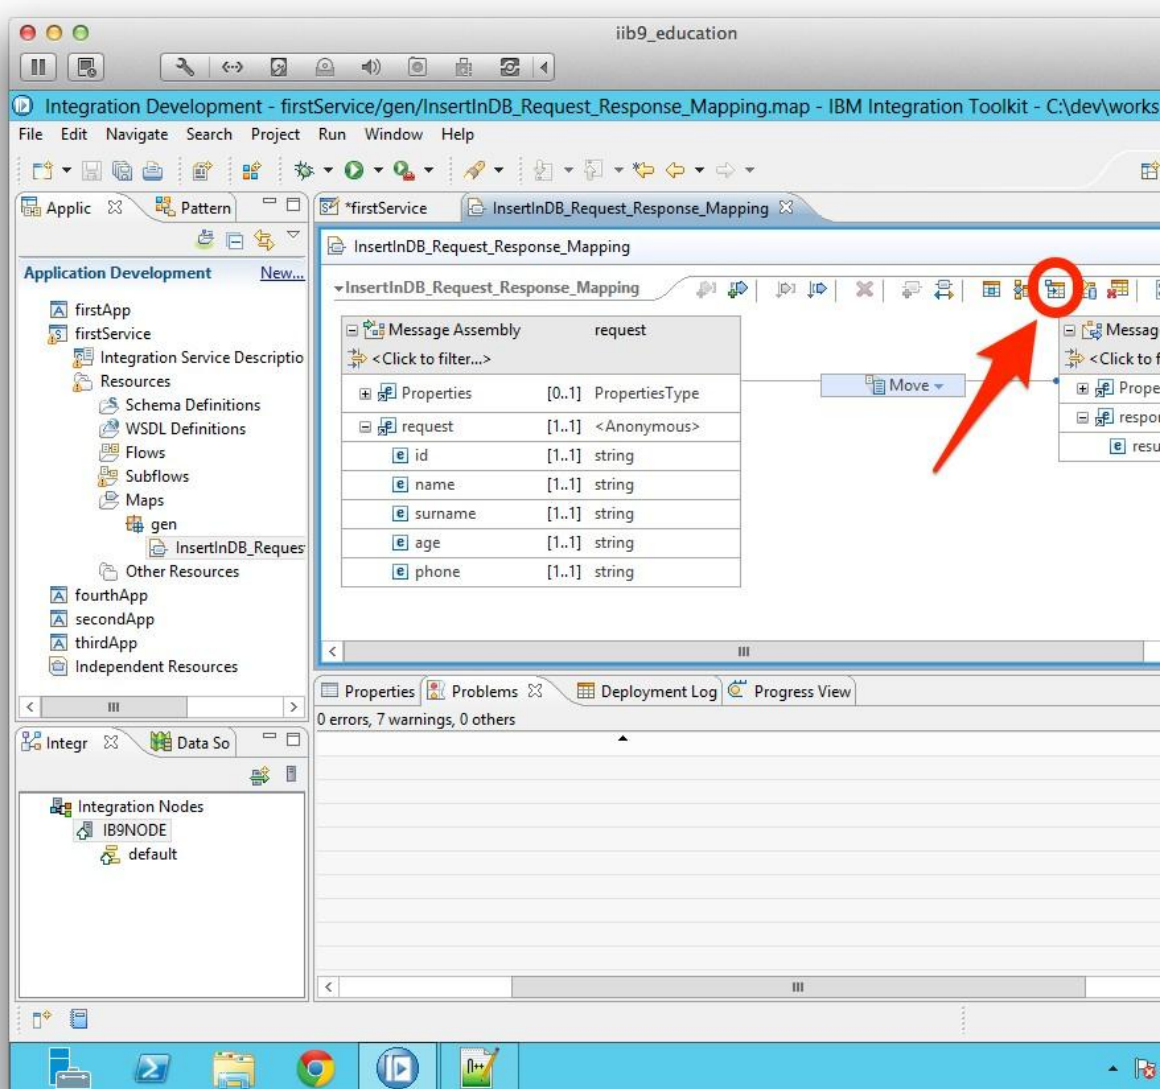 iib9_education
Integration Development - firstService/gen/InsertInDB_Request_Response_Mapping.map - IBM Integration Toolkit - C:\dev\works
File Edit Navigate Search Project Run Window Help
Applic
Pattern
*firstService
InsertInDB_Request_Response_Mapping
InsertInDB_Request_Response_Mapping
Application Development New...
InsertInDB_Request_Response_Mapping
firstApp
firstService
Integration Service Descriptio
Resources
Schema Definitions
WSDL Definitions
Flows
Subflows
Maps
gen
InsertInDB_Reques
Other Resources
fourthApp
secondApp
thirdApp
Independent Resources
Message Assembly request
<Click to filter...>
Properties [0..1] PropertiesType
request [1..1] <Anonymous>
e id [1..1] string
e name [1..1] string
e surname [1..1] string
e age [1..1] string
e phone [1..1] string
Move
Messag
<Click to f
Prope
respon
e resu
Properties
Problems
Deployment Log
Progress View
0 errors, 7 warnings, 0 others
Integr
Data So
Integration Nodes
IB9NODE
default